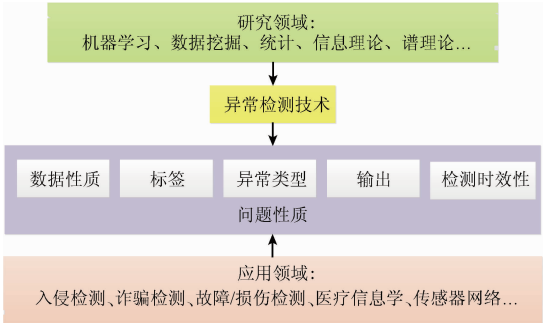 研究领域：
机器学习、数据挖掘、统计、信息理论、谱理论…
异常检测技术
数据性质 标签 异常类型 输出 检测时效性
问题性质
应用领域：
入侵检测、诈骗检测、故障/损伤检测、医疗信息学、传感器网络…